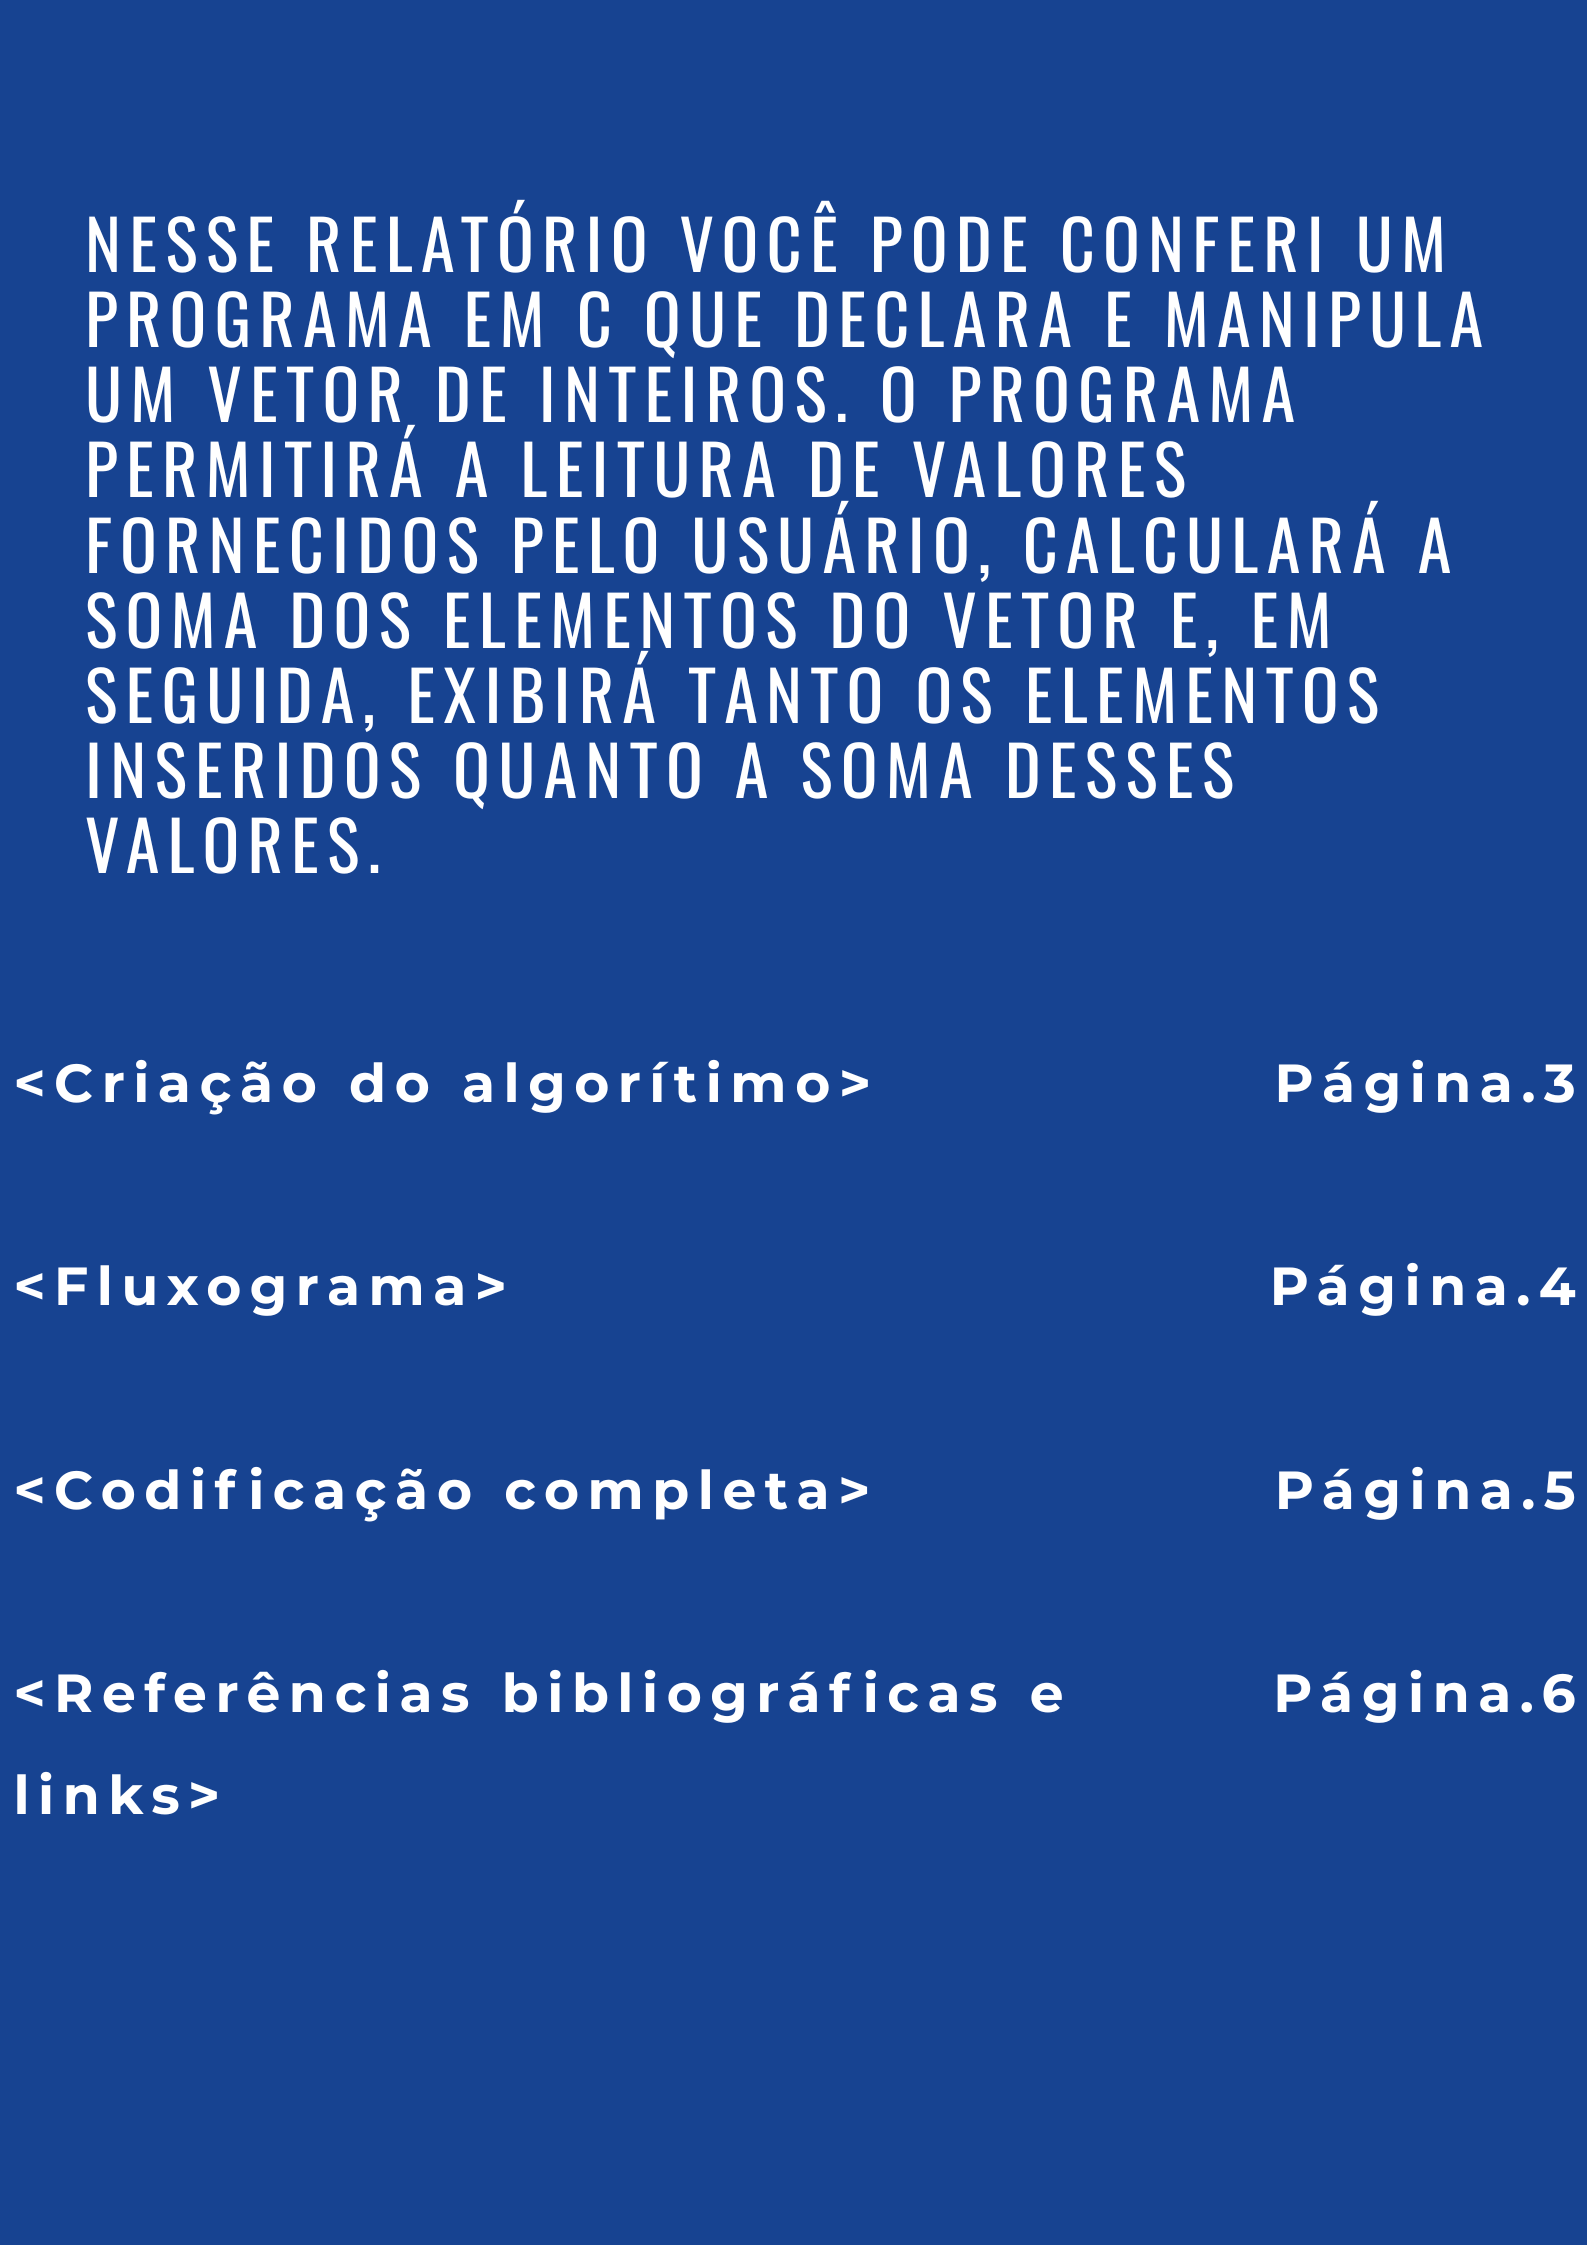 NESSE RELATÓRIO VOCÊ PODE CONFERI UM
PROGRAMA EM C QUE DECLARA E MANIPULA
UM VETOR DE INTEIROS. O PROGRAMA
PERMITIRÁ A LEITURA DE VALORES
FORNECIDOS PELO USUÁRIO, CALCULARÁ A
SOMA DOS ELEMENTOS DO VETOR E, EM
SEGUIDA, EXIBIRÁ TANTO OS ELEMENTOS
INSERIDOS QUANTO A SOMA DESSES
VALORES.
<Criação do algorítimo> Página.3
<Fluxograma> Página.4
<Codificação completa> Página.5
<Referências bibliográficas e Página.6
links>